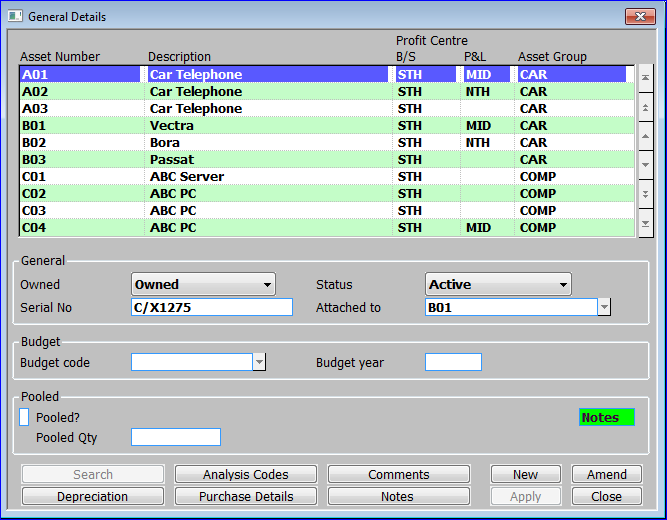 General Details
Profit Centre
Asset Number Description B/S P&L Asset Group
A01 Car Telephone STH MID CAR
A02 Car Telephone STH NTH CAR
A03 Car Telephone STH CAR
B01 Vectra STH MID CAR
B02 Bora STH NTH CAR
B03 Passat STH CAR
C01 ABC Server STH COMP
C02 ABC PC STH COMP
C03 ABC PC STH COMP
C04 ABC PC STH MID COMP
General
Owned Owned Status Active
Serial No C/X1275 Attached to B01
Budget
Budget code Budget year
Pooled
Pooled? Notes
Pooled Qty
Search Analysis Codes Comments New Amend
Depreciation Purchase Details Notes Apply Close